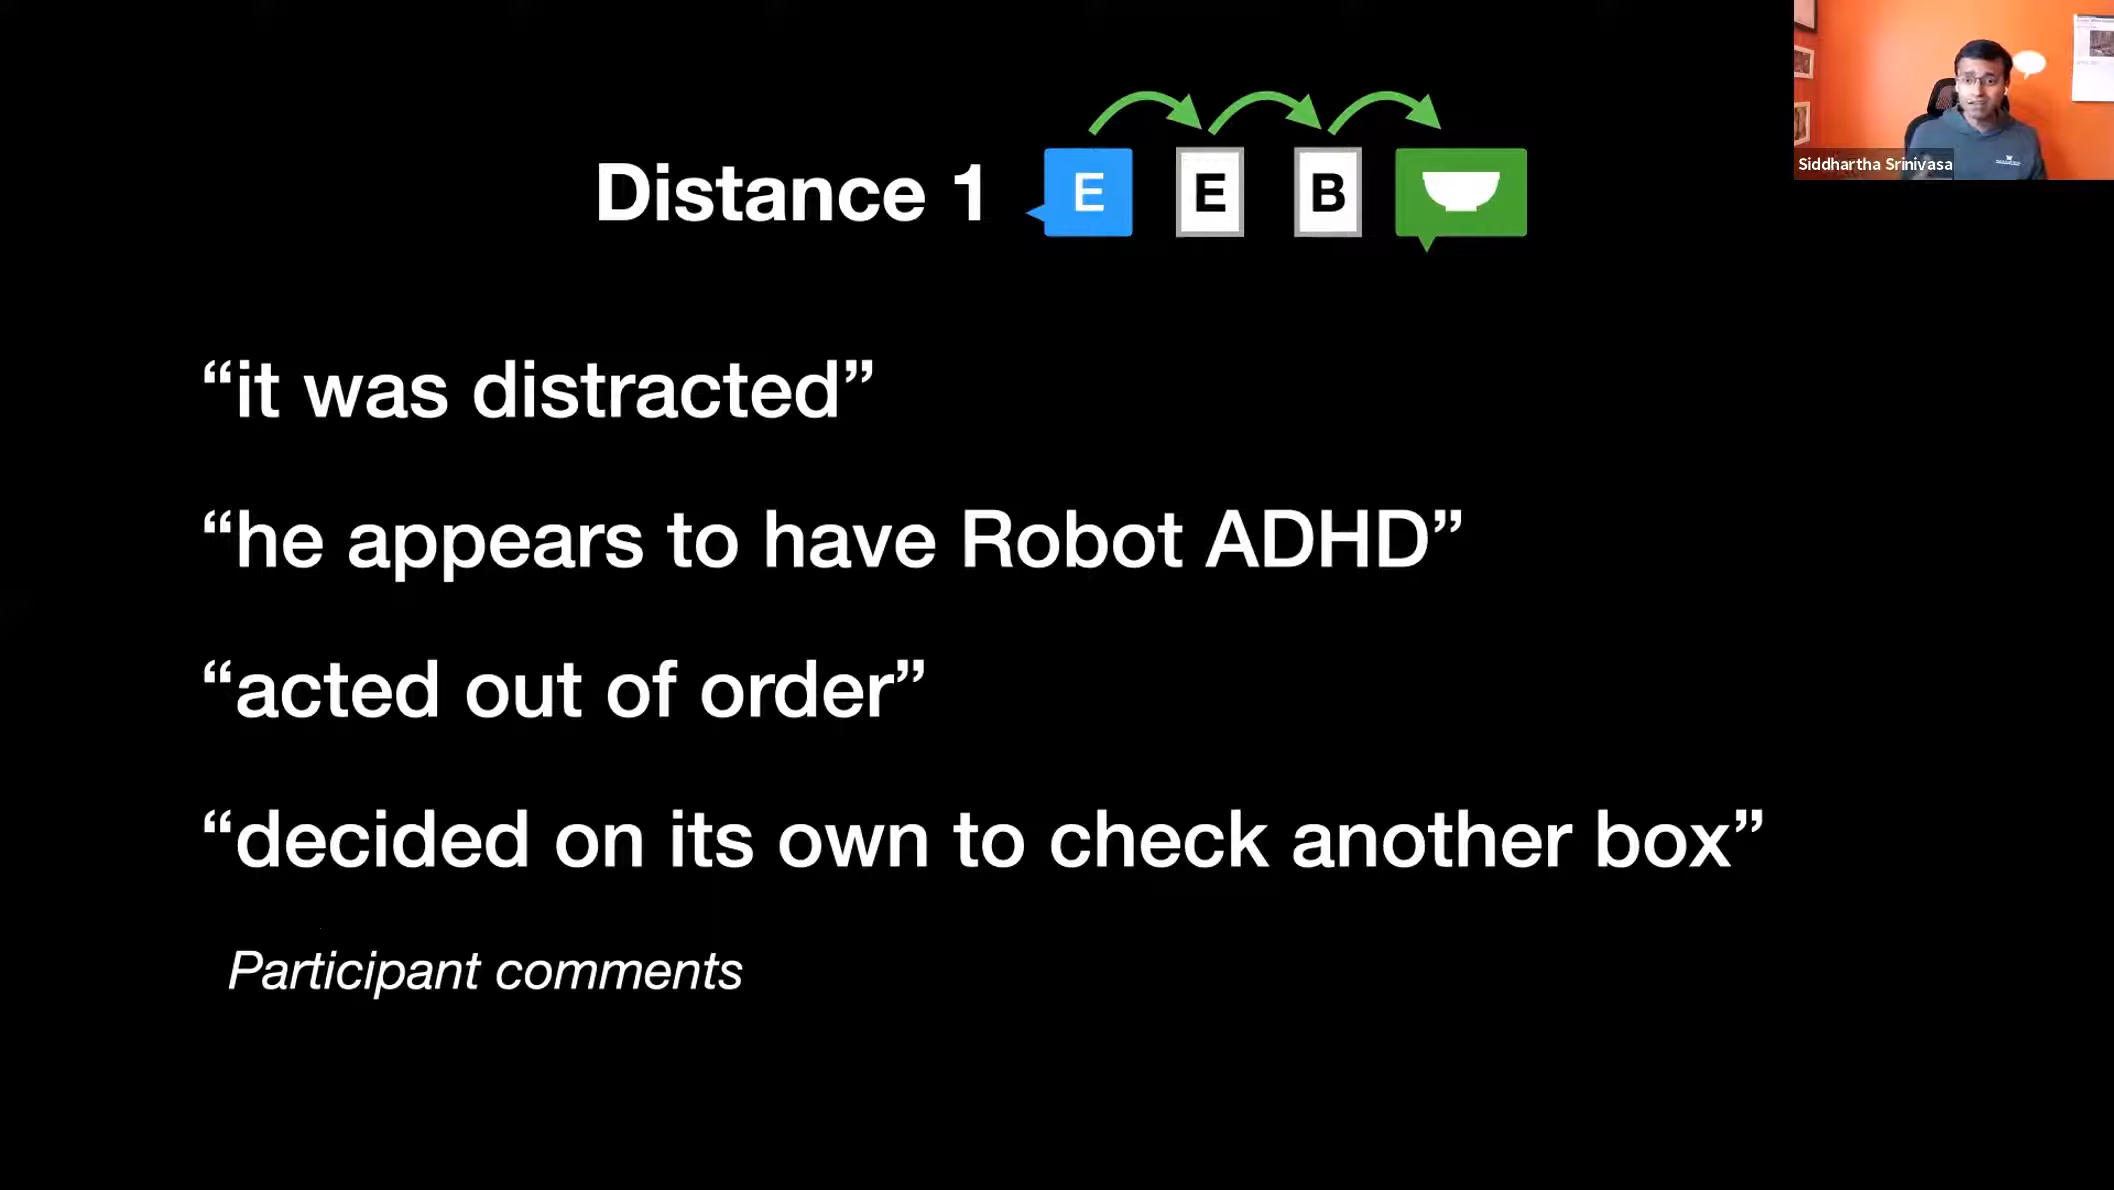 Siddhartha Srinivasa
Distance 1 E E B
“it was distracted”
“he appears to have Robot ADHD”
“acted out of order”
“decided on its own to check another box”
Participant comments